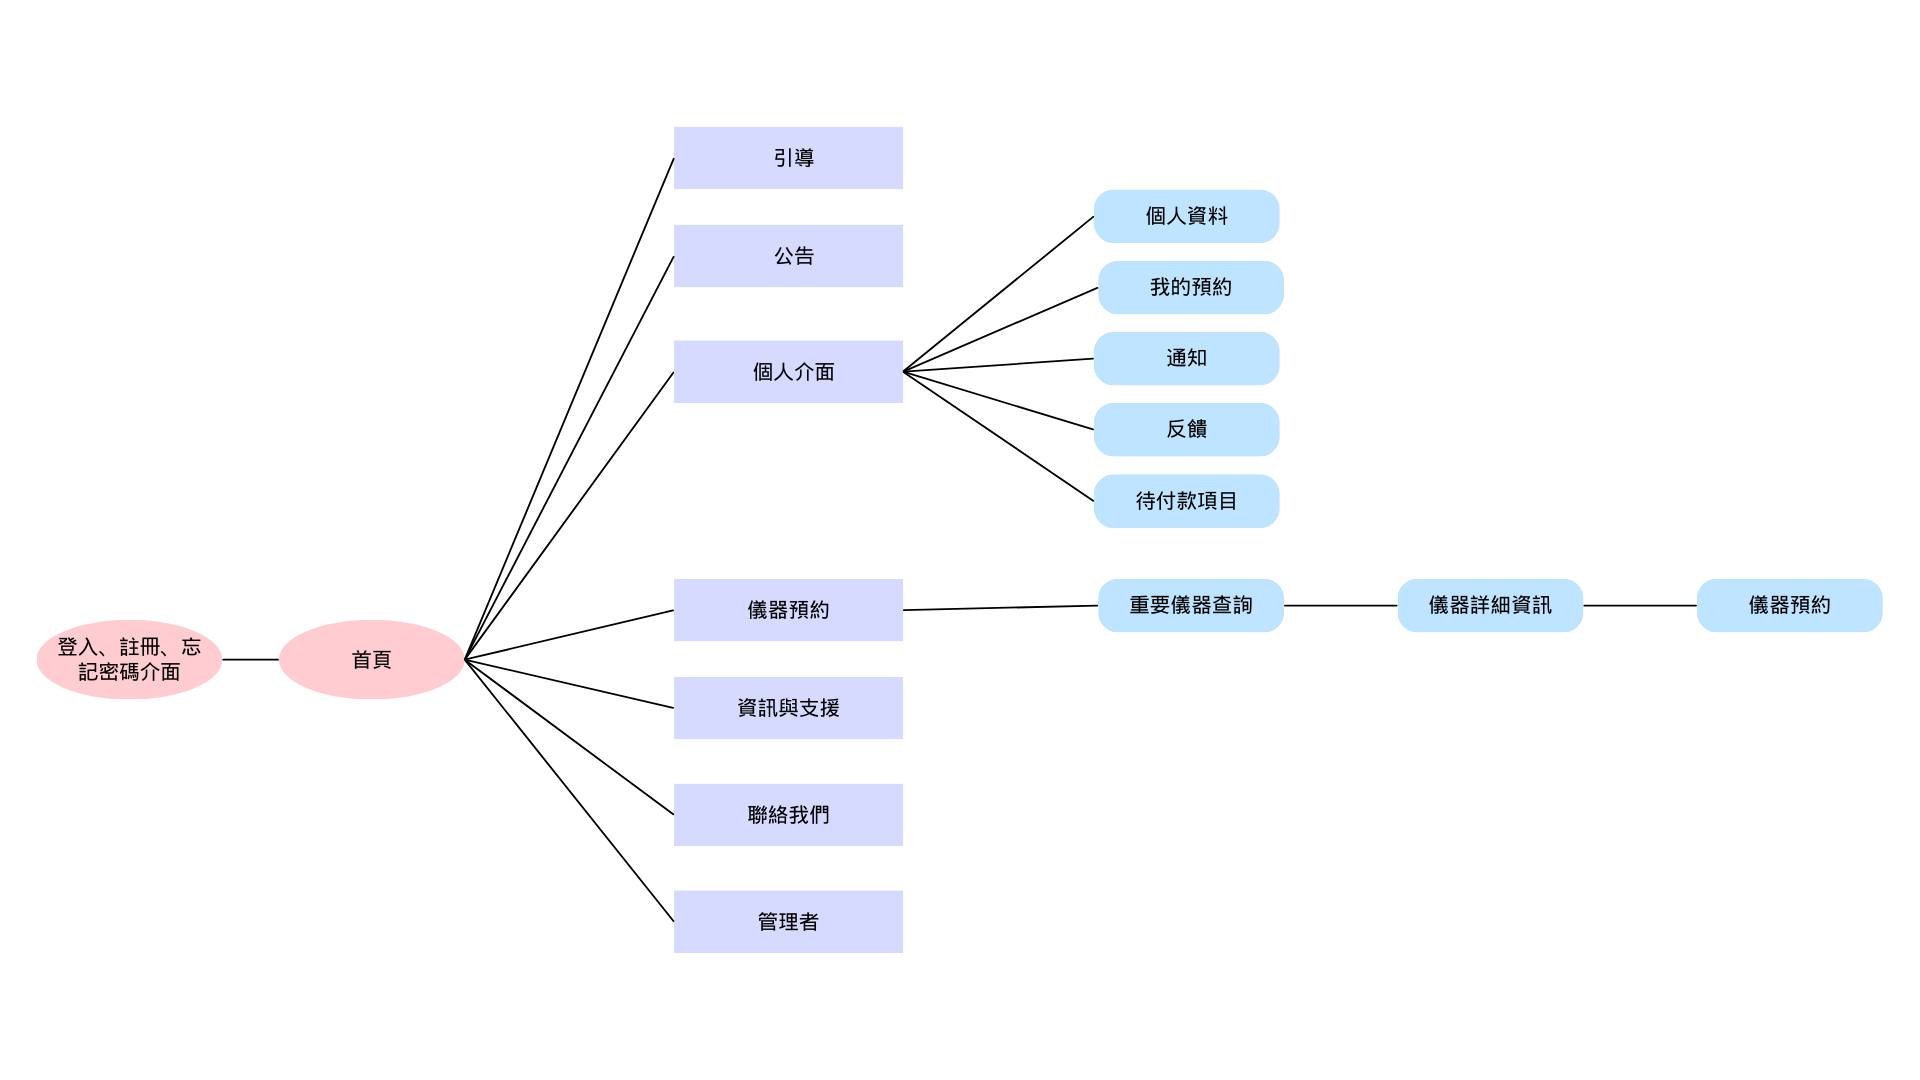 登入、註冊、忘
記密碼介面
首頁
引導
公告
個人介面
個人資料
我的預約
通知
反饋
待付款項目
儀器預約
重要儀器查詢
儀器詳細資訊
儀器預約
資訊與支援
聯絡我們
管理者